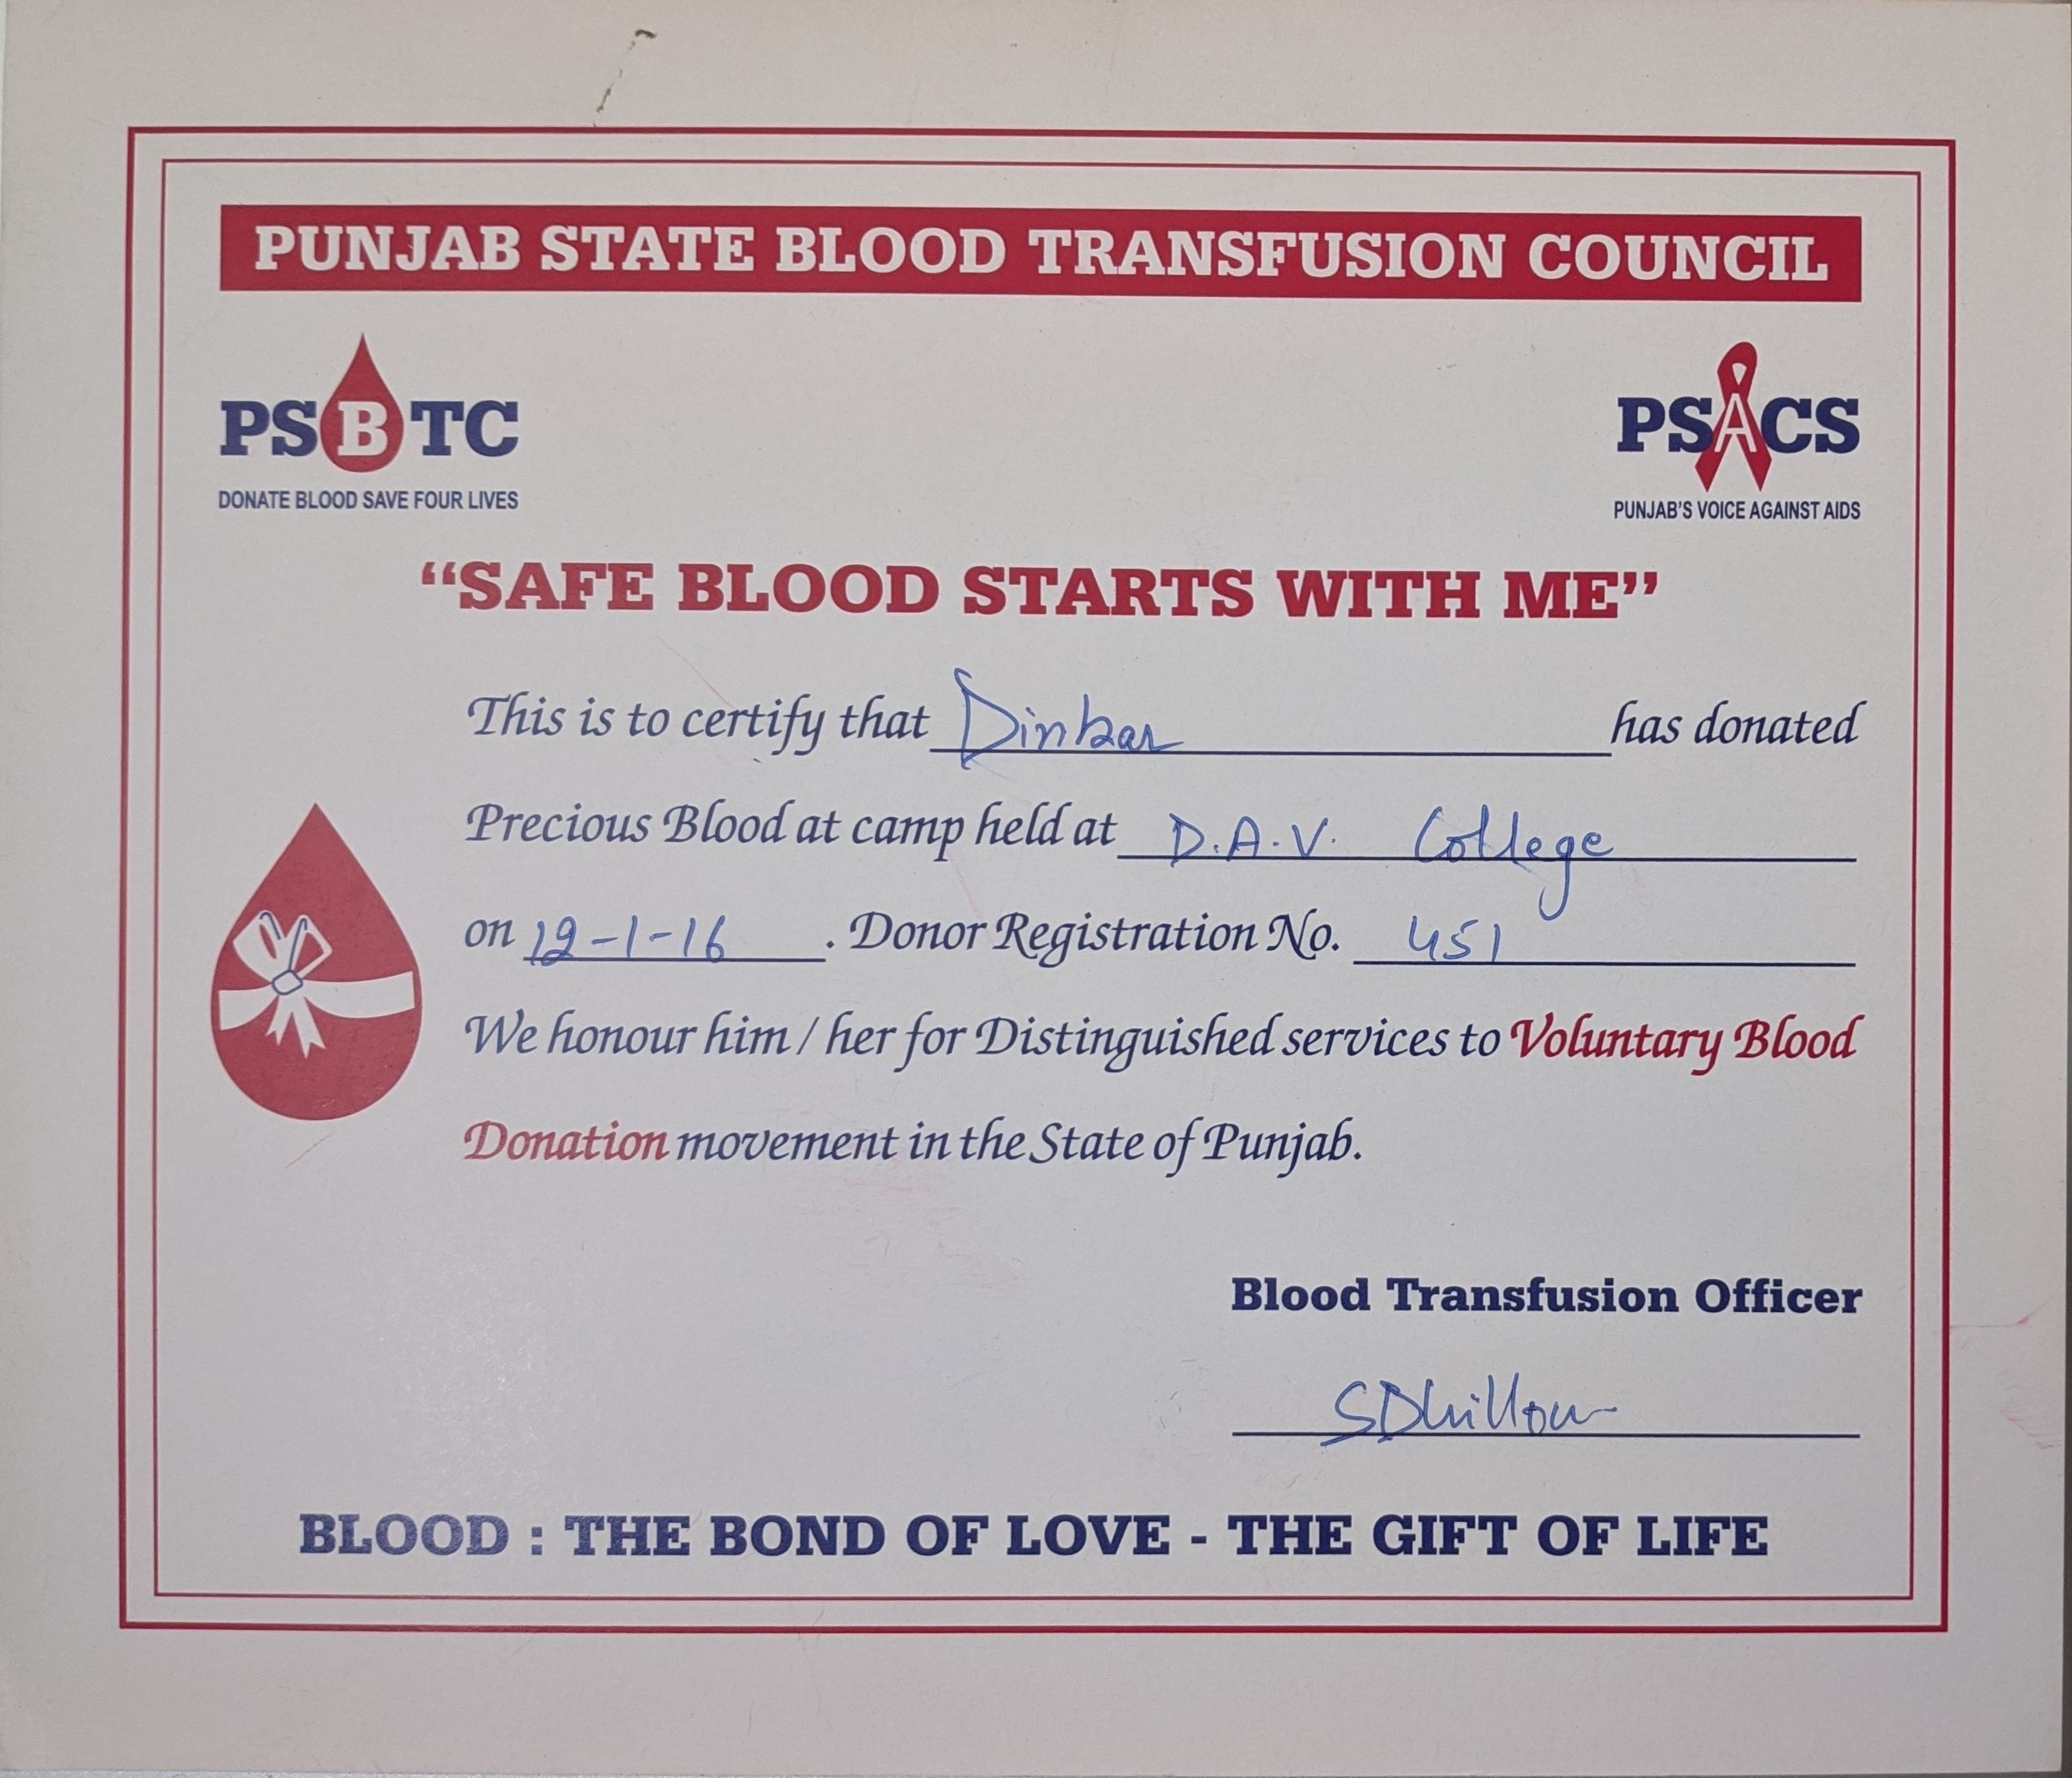 PUNJAB STATE BLOOD TRANSFUSION COUNCIL
PSBTC
DONATE BLOOD SAVE FOUR LIVES
PSACS
PUNJAB'S VOICE AGAINST AIDS
“SAFE BLOOD STARTS WITH ME”
This is to certify that Dinkar has donated
Precious Blood at camp held at D.A.V. College
on 12-1-16 . Donor Registration No. 451
We honour him / her for Distinguished services to Voluntary Blood
Donation movement in the State of Punjab.
Blood Transfusion Officer
SDhillon
BLOOD : THE BOND OF LOVE - THE GIFT OF LIFE